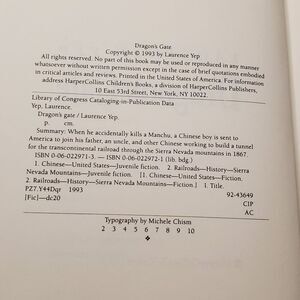 Dragon's Gate
Copyright © 1993 by Laurence Yep
All rights reserved. No part of this book may be used or reproduced in any manner
whatsoever without written permission except in the case of brief quotations embodied
in critical articles and reviews. Printed in the United States of America. For information
address HarperCollins Children's Books, a division of HarperCollins Publishers,
10 East 53rd Street, New York, NY 10022.
Library of Congress Cataloging-in-Publication Data
Yep, Laurence.
Dragon's gate / Laurence Yep.
p. cm.
Summary: When he accidentally kills a Manchu, a Chinese boy is sent to
America to join his father, an uncle, and other Chinese working to build a tunnel
for the transcontinental railroad through the Sierra Nevada mountains in 1867.
ISBN 0-06-022971-3. — ISBN 0-06-022972-1 (lib. bdg.)
1. Chinese—United States—Juvenile fiction. 2. Railroads—History—Sierra
Nevada Mountains—Juvenile fiction. [1. Chinese—United States—Fiction.
2. Railroads—History—Sierra Nevada Mountains—Fiction.] I. Title.
PZ7.Y44Dqr 1993 92-43649
[Fic]—dc20 CIP
AC
Typography by Michele Chism
2 3 4 5 6 7 8 9 10